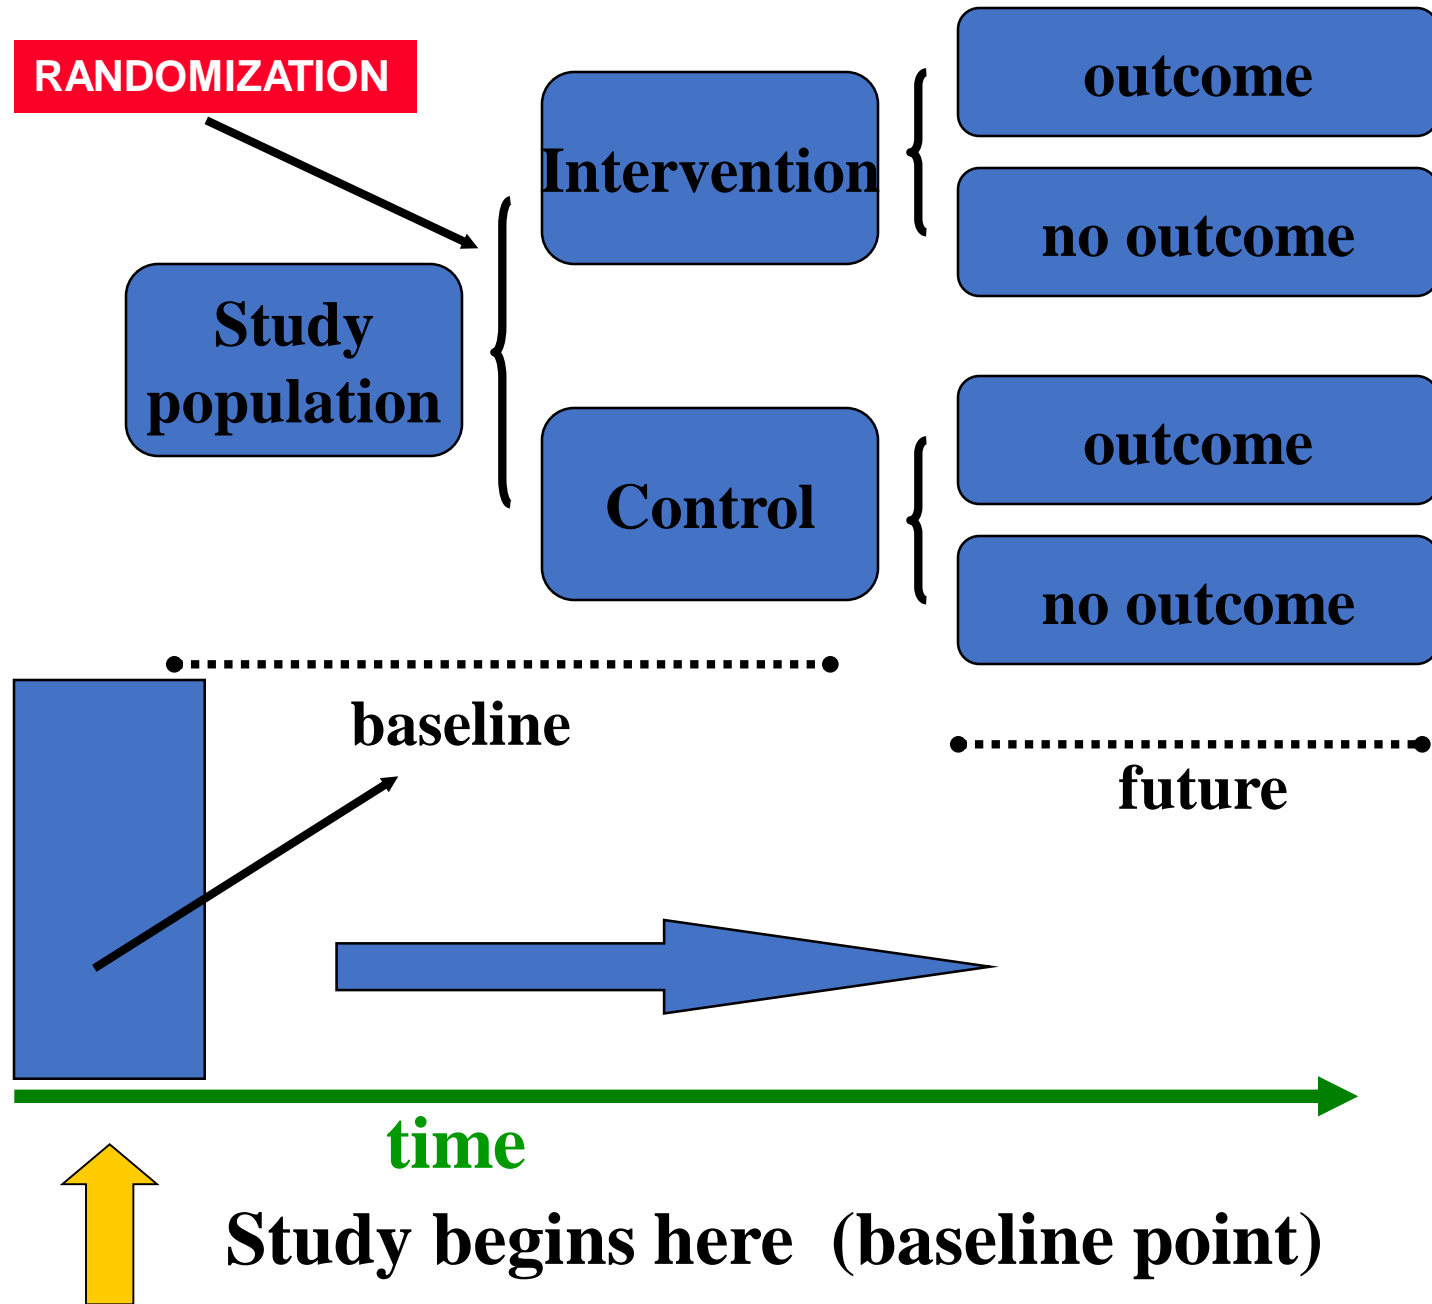 RANDOMIZATION
outcome
Intervention
no outcome
Study
population
outcome
Control
no outcome
baseline
future
time
Study begins here (baseline point)